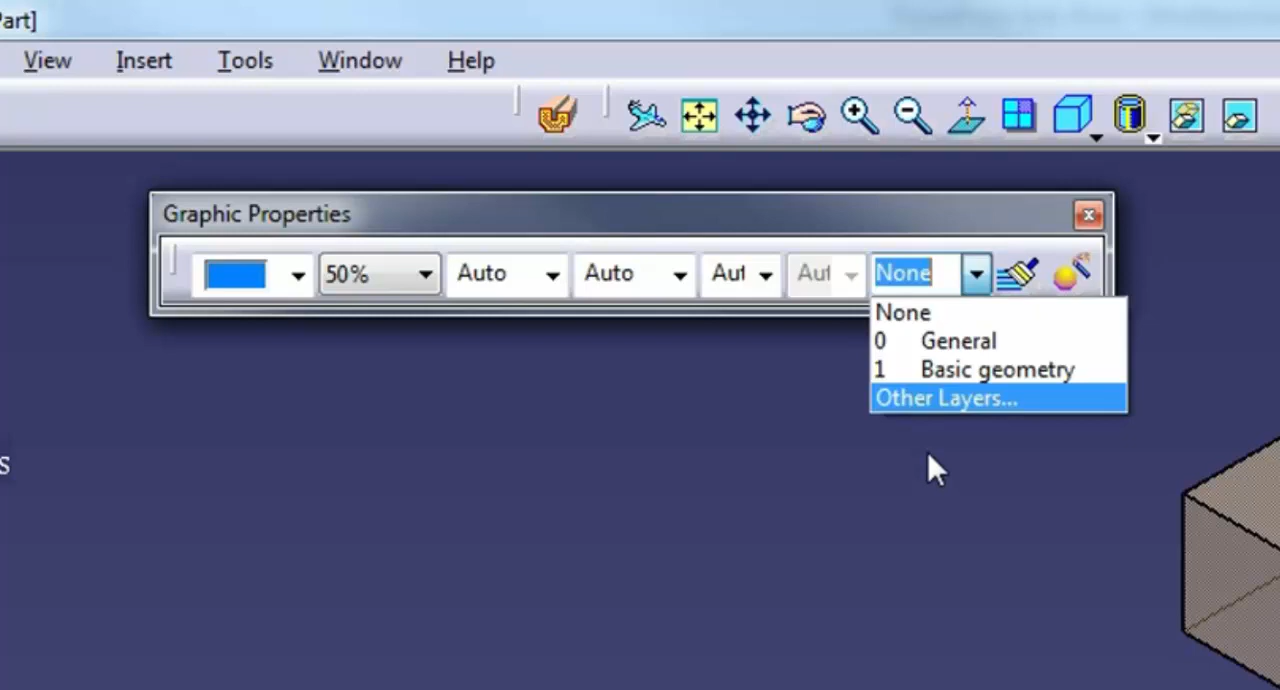 Part]
View Insert Tools Window Help
Graphic Properties
50% Auto Auto Aut Aut None
None
0 General
1 Basic geometry
Other Layers...
s